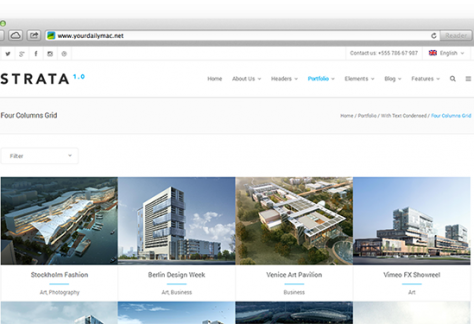 www.yourdailymac.net
Reader
Contact us: +555 786 67 987
English
STRATA 1.0
Home About Us Headers Portfolio Elements Blog Features
Four Columns Grid
Home / Portfolio / With Text Condensed / Four Columns Grid
Filter
Stockholm Fashion
Art, Photography
Berlin Design Week
Art, Business
Venice Art Pavilion
Business
Vimeo FX Showreel
Art